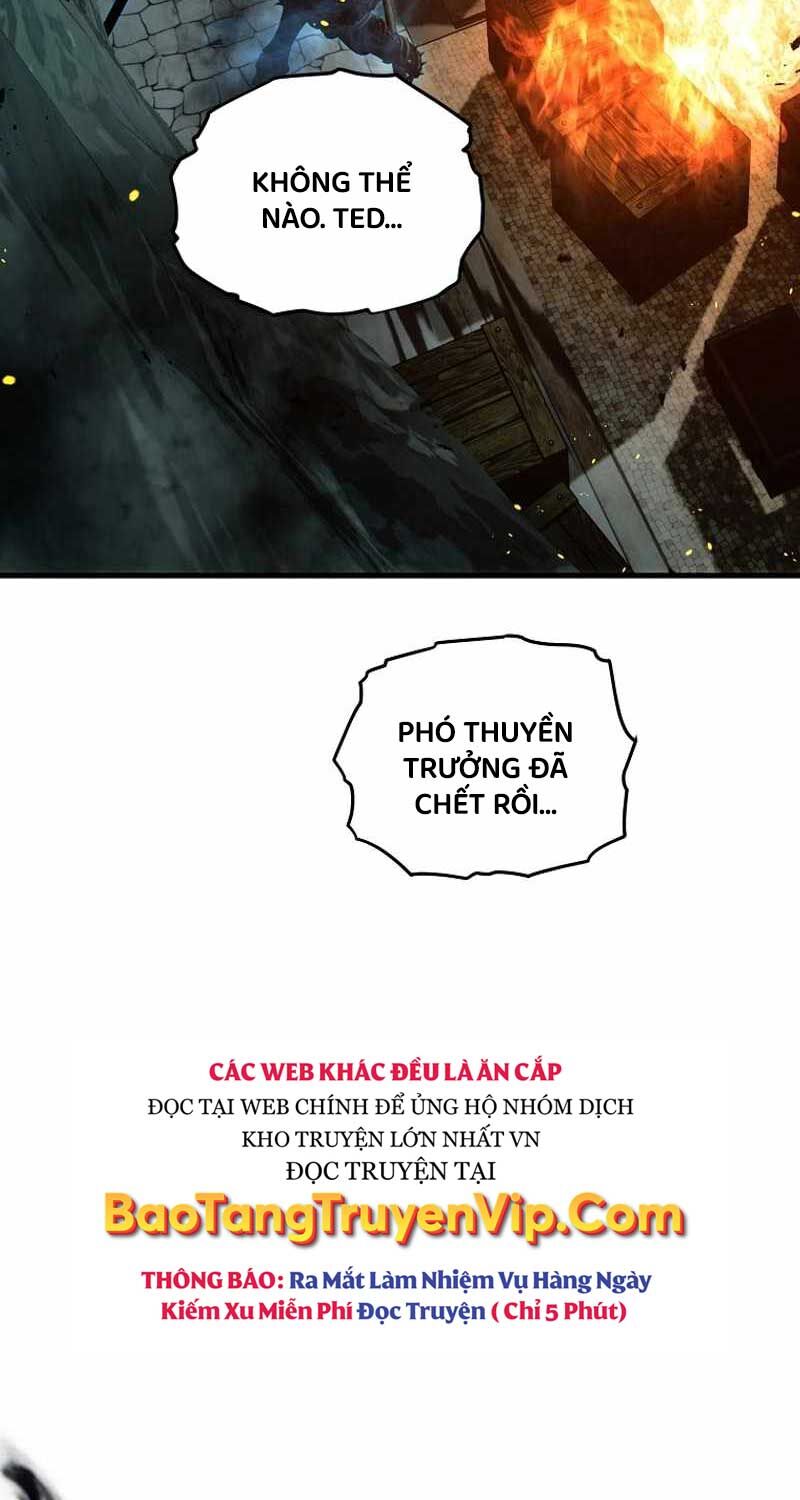 KHÔNG THỂ
NÀO. TED...
PHÓ THUYỀN
TRƯỞNG ĐÃ
CHẾT RỒI...
CÁC WEB KHÁC ĐỀU LÀ ĂN CẮP
ĐỌC TẠI WEB CHÍNH ĐỂ ỦNG HỘ NHÓM DỊCH
KHO TRUYỆN LỚN NHẤT VN
ĐỌC TRUYỆN TẠI
BaoTangTruyenVip.Com
THÔNG BÁO: Ra Mắt Làm Nhiệm Vụ Hàng Ngày
Kiếm Xu Miễn Phí Đọc Truyện ( Chỉ 5 Phút)